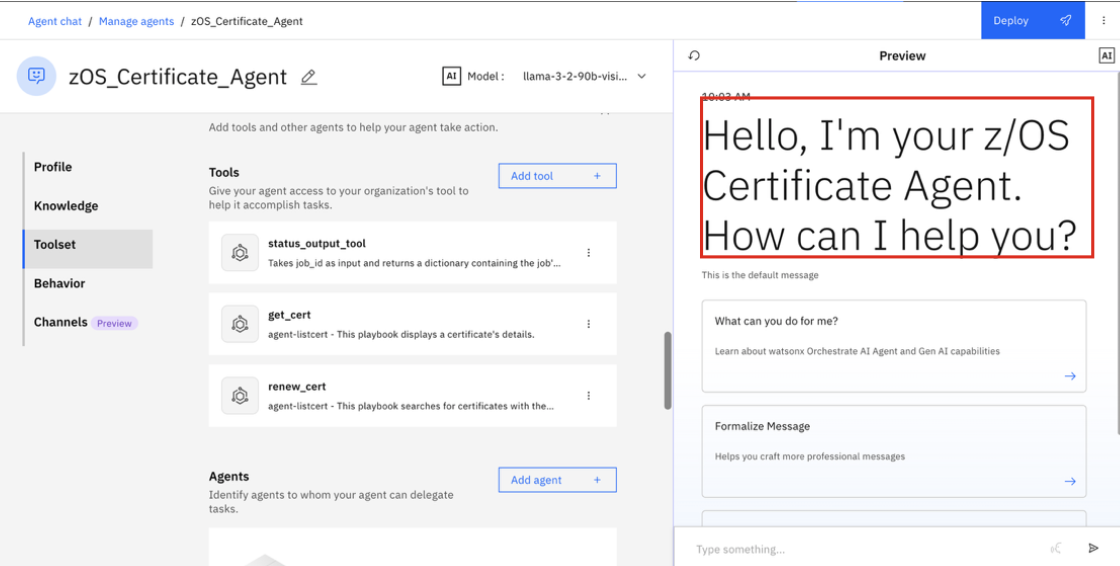 Agent chat / Manage agents / zOS_Certificate_Agent
Deploy
zOS_Certificate_Agent
AI Model : llama-3-2-90b-visi...
Add tools and other agents to help your agent take action.
Profile
Knowledge
Toolset
Behavior
Channels Preview
Tools
Add tool +
Give your agent access to your organization's tool to
help it accomplish tasks.
status_output_tool
Takes job_id as input and returns a dictionary containing the job'...
get_cert
agent-listcert - This playbook displays a certificate's details.
renew_cert
agent-listcert - This playbook searches for certificates with the...
Agents
Add agent +
Identify agents to whom your agent can delegate
tasks.
Preview
AI
10:03 AM
Hello, I'm your z/OS
Certificate Agent.
How can I help you?
This is the default message
What can you do for me?
Learn about watsonx Orchestrate AI Agent and Gen AI capabilities
Formalize Message
Helps you craft more professional messages
Type something...